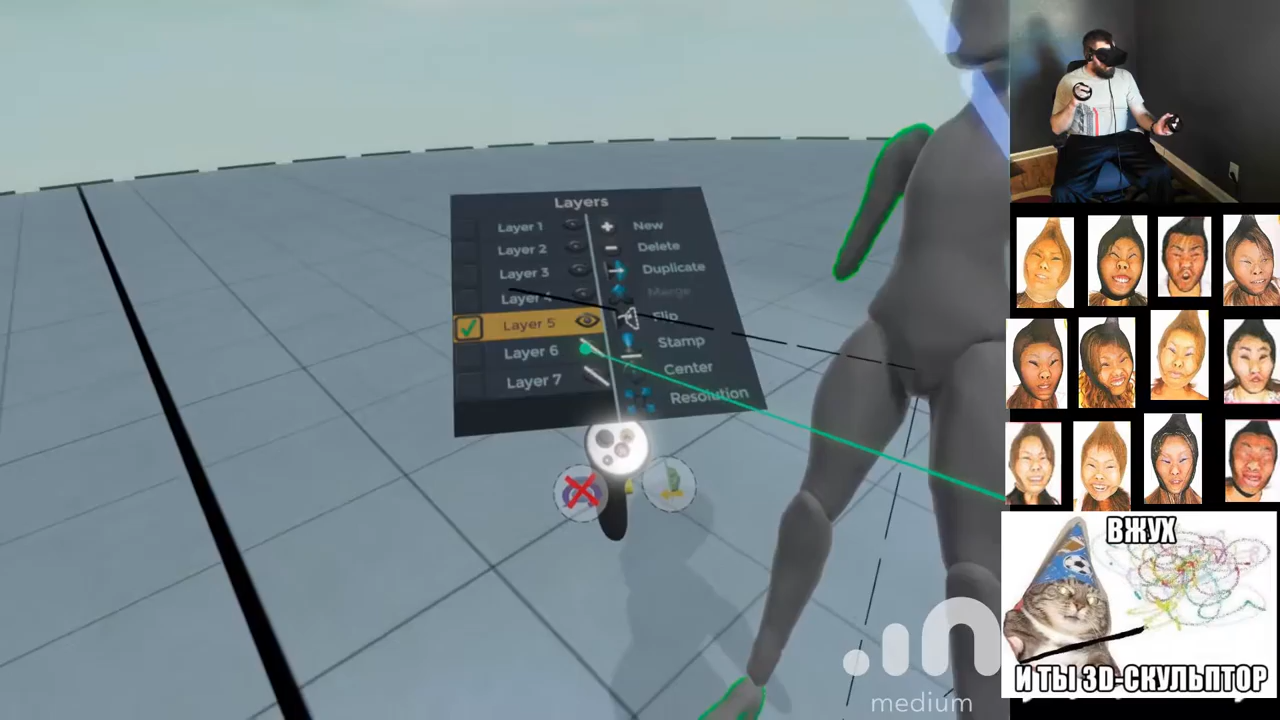 Layers
Layer 1
New
Layer 2
Delete
Layer 3
Duplicate
Layer 4
Merge
Layer 5
Flip
Stamp
Layer 6
Center
Layer 7
Resolution
medium
ВЖУХ
И ТЫ 3D-СКУЛЬПТОР